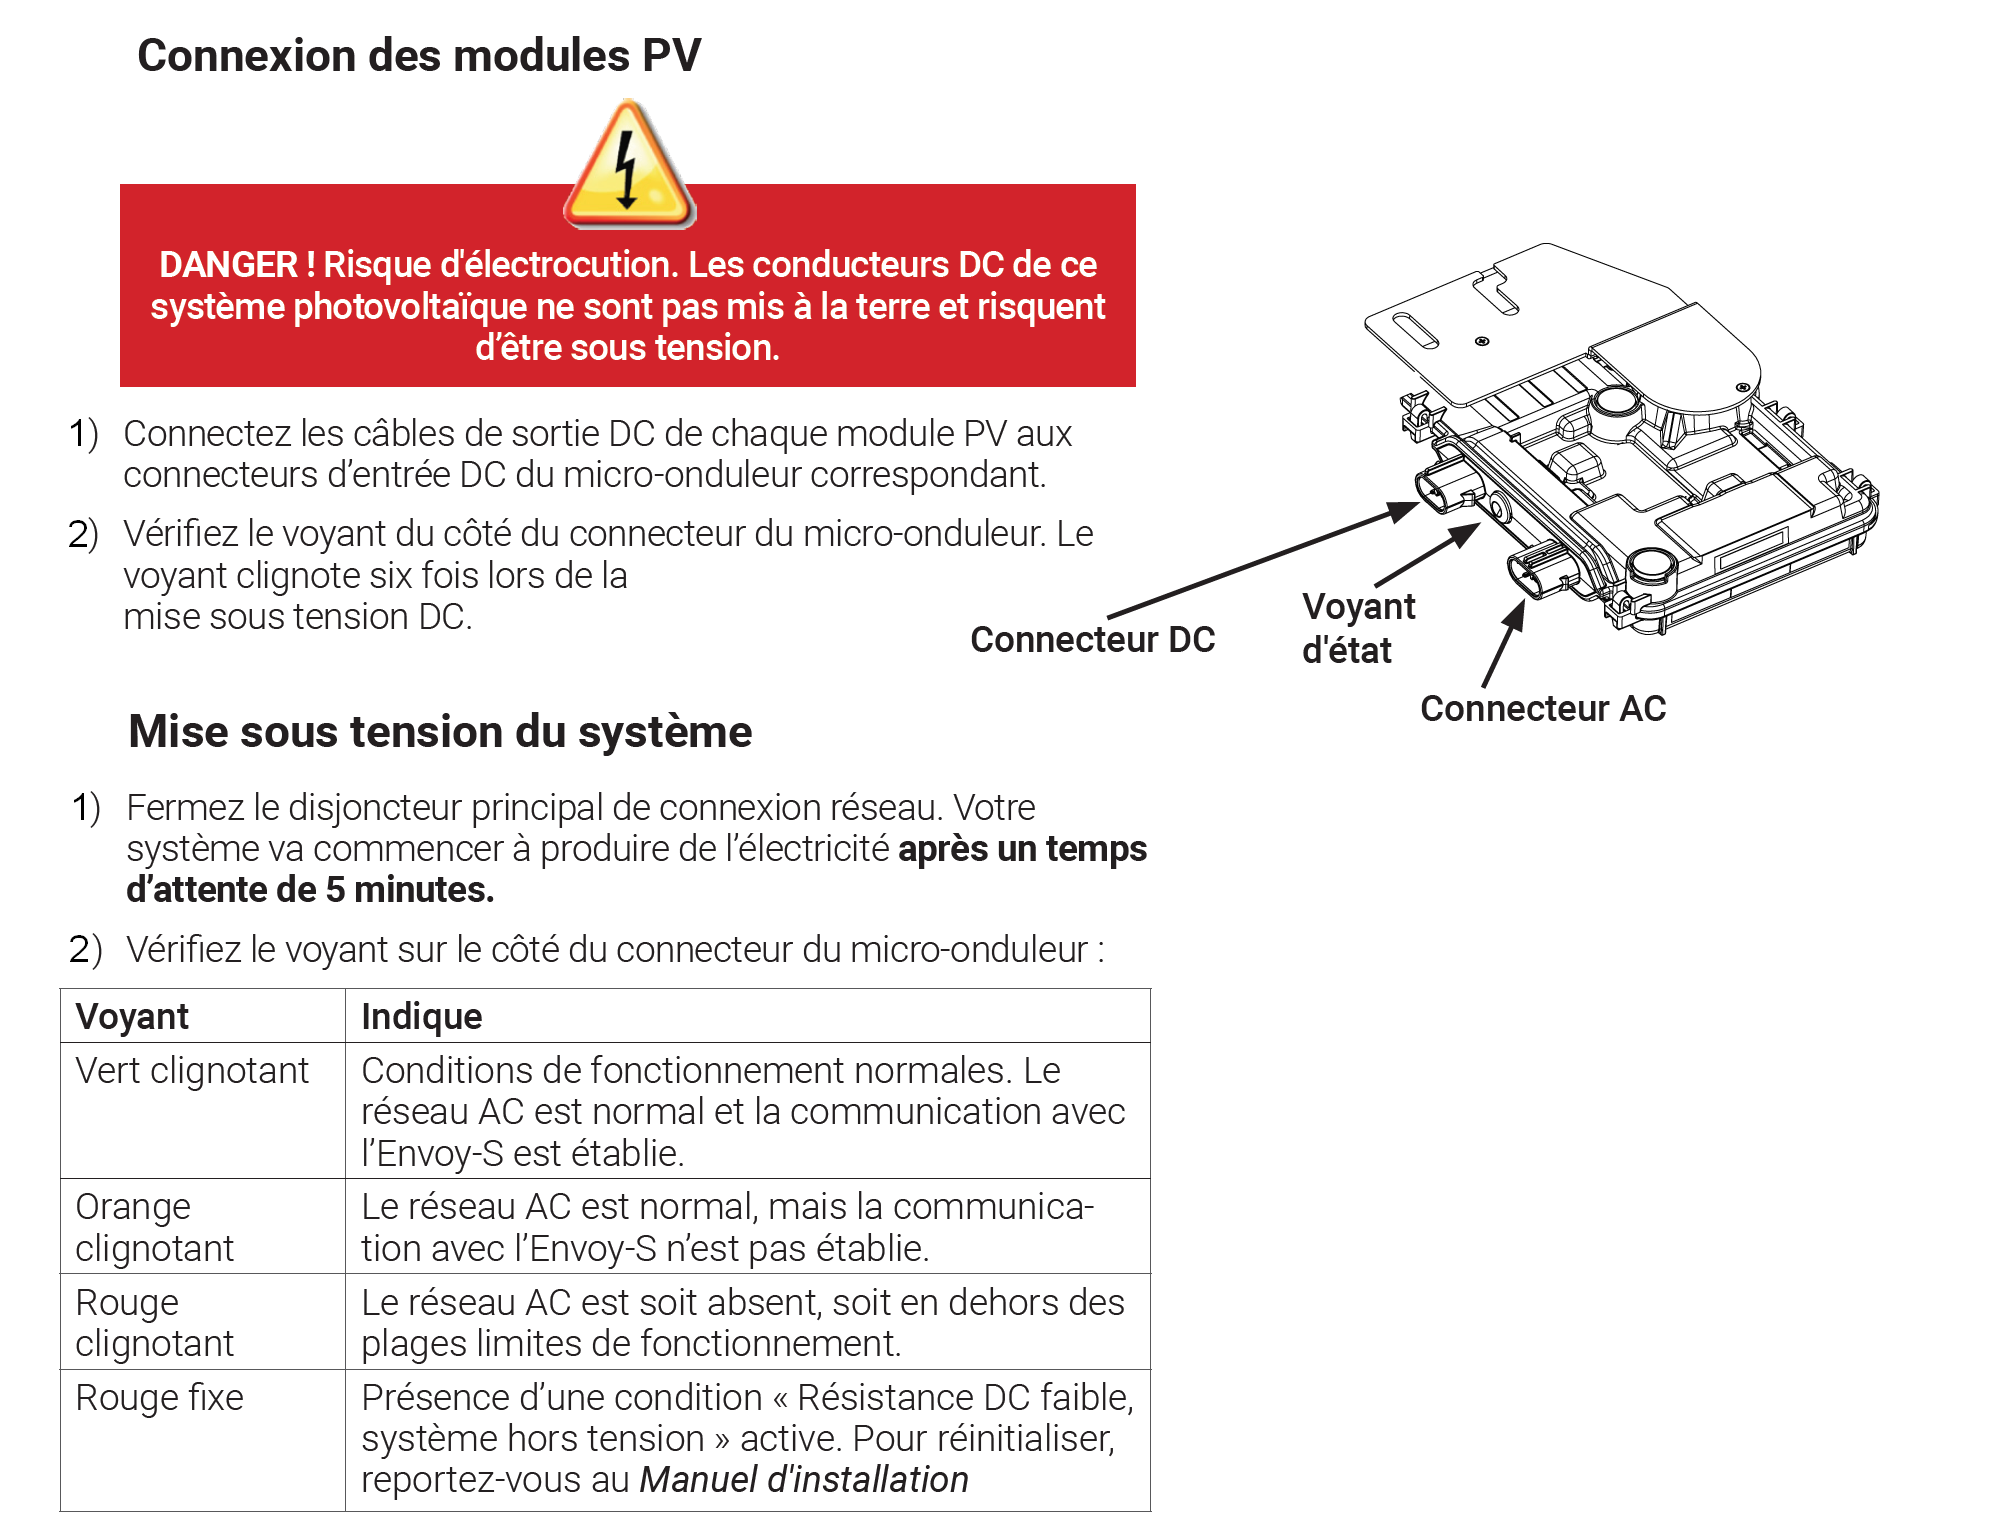 Connexion des modules PV
DANGER ! Risque d'électrocution. Les conducteurs DC de ce
système photovoltaïque ne sont pas mis à la terre et risquent
d’être sous tension.
1) Connectez les câbles de sortie DC de chaque module PV aux
connecteurs d’entrée DC du micro-onduleur correspondant.
2) Vérifiez le voyant du côté du connecteur du micro-onduleur. Le
voyant clignote six fois lors de la
mise sous tension DC.
Connecteur DC
Voyant
d'état
Connecteur AC
Mise sous tension du système
1) Fermez le disjoncteur principal de connexion réseau. Votre
système va commencer à produire de l’électricité après un temps
d’attente de 5 minutes.
2) Vérifiez le voyant sur le côté du connecteur du micro-onduleur :
Voyant Indique
Vert clignotant Conditions de fonctionnement normales. Le
réseau AC est normal et la communication avec
l’Envoy-S est établie.
Orange
clignotant
Le réseau AC est normal, mais la communica-
tion avec l’Envoy-S n’est pas établie.
Rouge
clignotant
Le réseau AC est soit absent, soit en dehors des
plages limites de fonctionnement.
Rouge fixe Présence d’une condition « Résistance DC faible,
système hors tension » active. Pour réinitialiser,
reportez-vous au Manuel d'installation